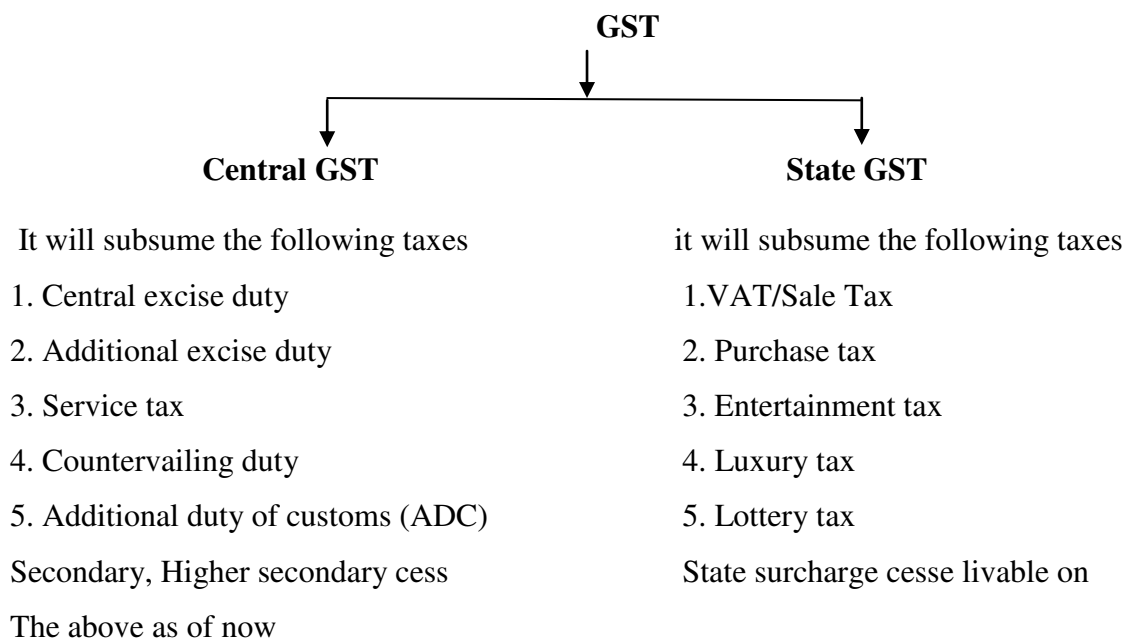 GST
Central GST
It will subsume the following taxes
1. Central excise duty
2. Additional excise duty
3. Service tax
4. Countervailing duty
5. Additional duty of customs (ADC)
Secondary, Higher secondary cess
The above as of now
State GST
it will subsume the following taxes
1.VAT/Sale Tax
2. Purchase tax
3. Entertainment tax
4. Luxury tax
5. Lottery tax
State surcharge cesse livable on